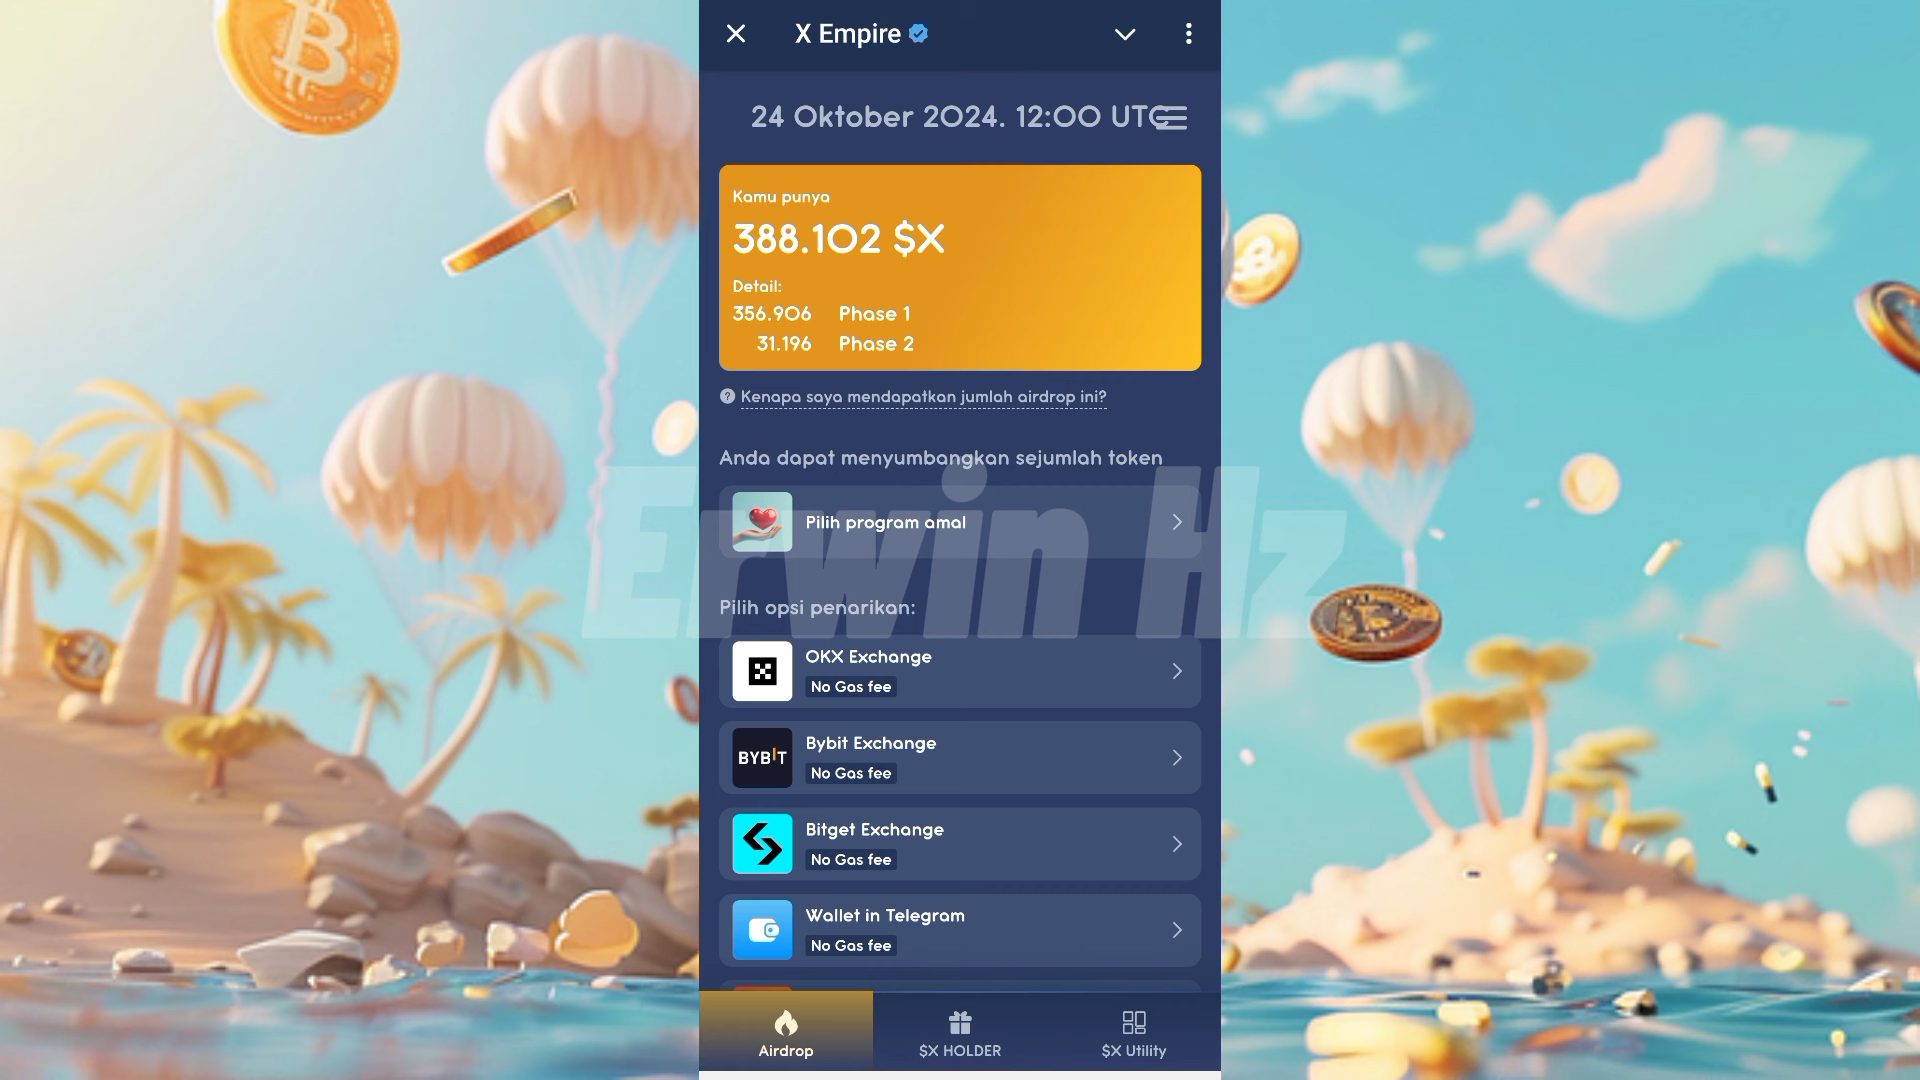 X Empire
24 Oktober 2024. 12:00 UTC
Kamu punya
388.102 $X
Detail:
356.906 Phase 1
31.196 Phase 2
Kenapa saya mendapatkan jumlah airdrop ini?
Anda dapat menyumbangkan sejumlah token
Pilih program amal
Erwin Hz
Pilih opsi penarikan:
OKX Exchange
No Gas fee
BYBIT
Bybit Exchange
No Gas fee
Bitget Exchange
No Gas fee
Wallet in Telegram
No Gas fee
Airdrop
$X HOLDER
$X Utility